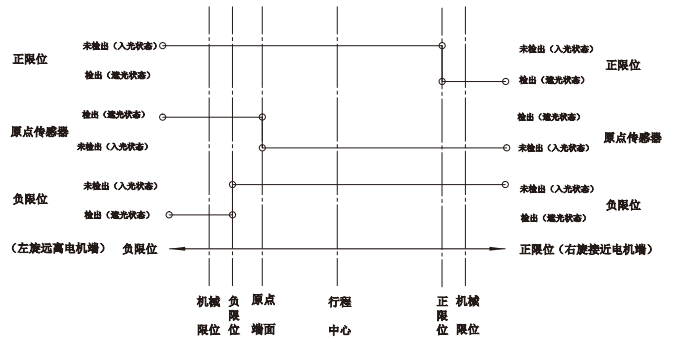 未检出（入光状态） 未检出（入光状态）
正限位 正限位
检出（遮光状态） 检出（遮光状态）
检出（遮光状态） 检出（遮光状态）
原点传感器 原点传感器
未检出（入光状态） 未检出（入光状态）
未检出（入光状态） 未检出（入光状态）
负限位 负限位
检出（遮光状态） 检出（遮光状态）
（左旋远离电机端） 负限位 正限位（右旋接近电机端）
机械限位
负限位
原点端面
行程中心
正限位
机械限位